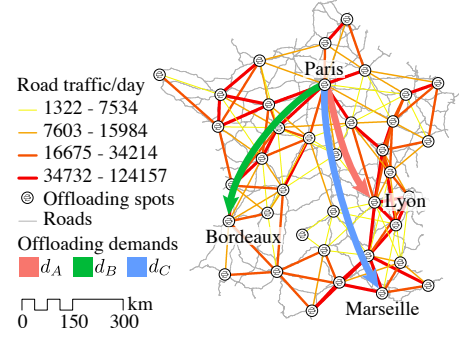 Paris
Road traffic/day
1322 - 7534
7603 - 15984
16675 - 34214
34732 - 124157
Offloading spots
Roads
Offloading demands
d_A d_B d_C
km
0 150 300
Lyon
Bordeaux
Marseille